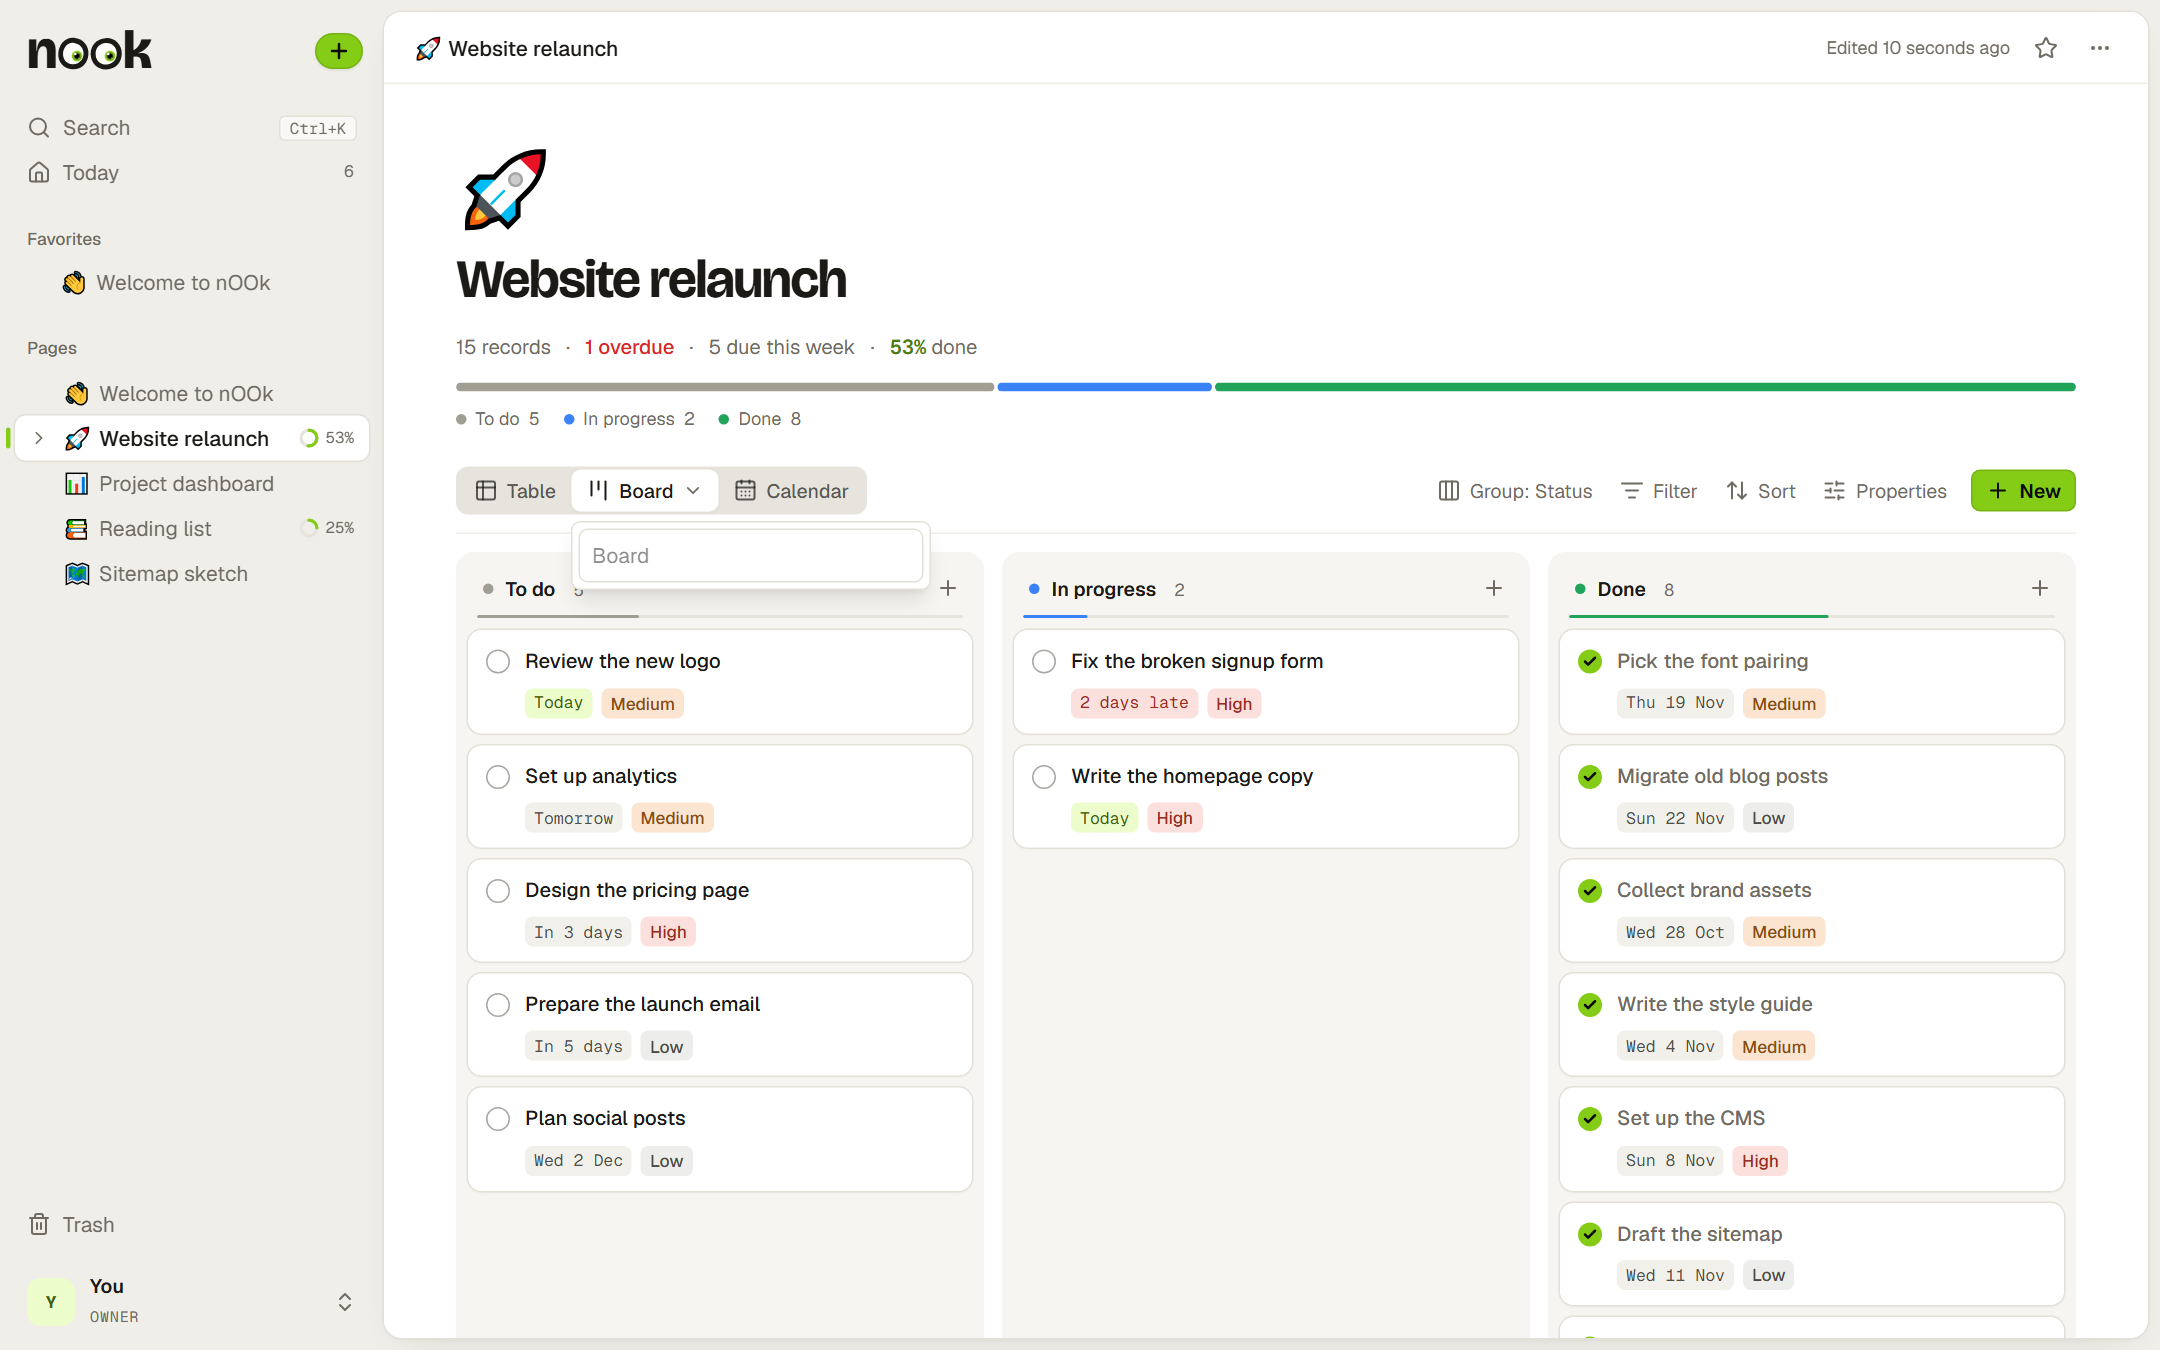 nook
Search
Ctrl+K
Today
6
Favorites
Welcome to nOOk
Pages
Welcome to nOOk
Website relaunch
53%
Project dashboard
Reading list
25%
Sitemap sketch
Trash
Y
You
OWNER
Website relaunch
Edited 10 seconds ago
Website relaunch
15 records · 1 overdue · 5 due this week · 53% done
To do 5
In progress 2
Done 8
Table
Board
Calendar
Group: Status
Filter
Sort
Properties
New
Board
To do
Review the new logo
Today
Medium
Set up analytics
Tomorrow
Medium
Design the pricing page
In 3 days
High
Prepare the launch email
In 5 days
Low
Plan social posts
Wed 2 Dec
Low
In progress 2
Fix the broken signup form
2 days late
High
Write the homepage copy
Today
High
Done 8
Pick the font pairing
Thu 19 Nov
Medium
Migrate old blog posts
Sun 22 Nov
Low
Collect brand assets
Wed 28 Oct
Medium
Write the style guide
Wed 4 Nov
Medium
Set up the CMS
Sun 8 Nov
High
Draft the sitemap
Wed 11 Nov
Low